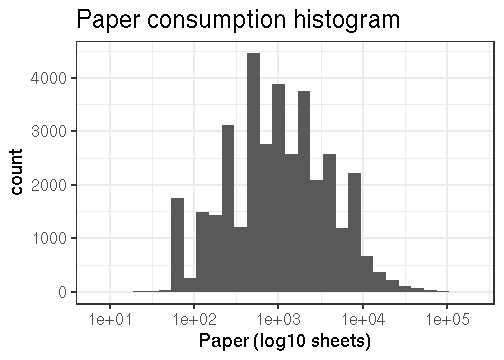 Paper consumption histogram
4000
3000
2000
1000
0
count
1e+01 1e+02 1e+03 1e+04 1e+05
Paper (log10 sheets)